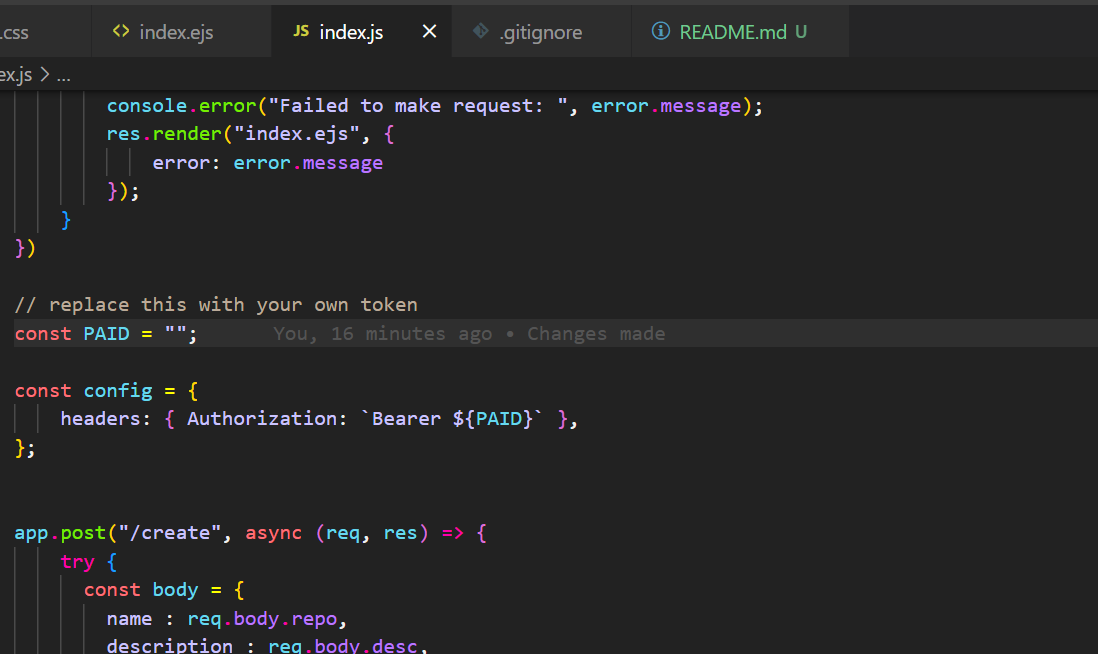 .css <> index.ejs JS index.js × .gitignore README.md U
ex.js > ...
console.error("Failed to make request: ", error.message);
res.render("index.ejs", {
error: error.message
});
}
})
// replace this with your own token
const PAID = ""; You, 16 minutes ago • Changes made
const config = {
headers: { Authorization: `Bearer ${PAID}` },
};
app.post("/create", async (req, res) => {
try {
const body = {
name : req.body.repo,
description : req.body.desc,